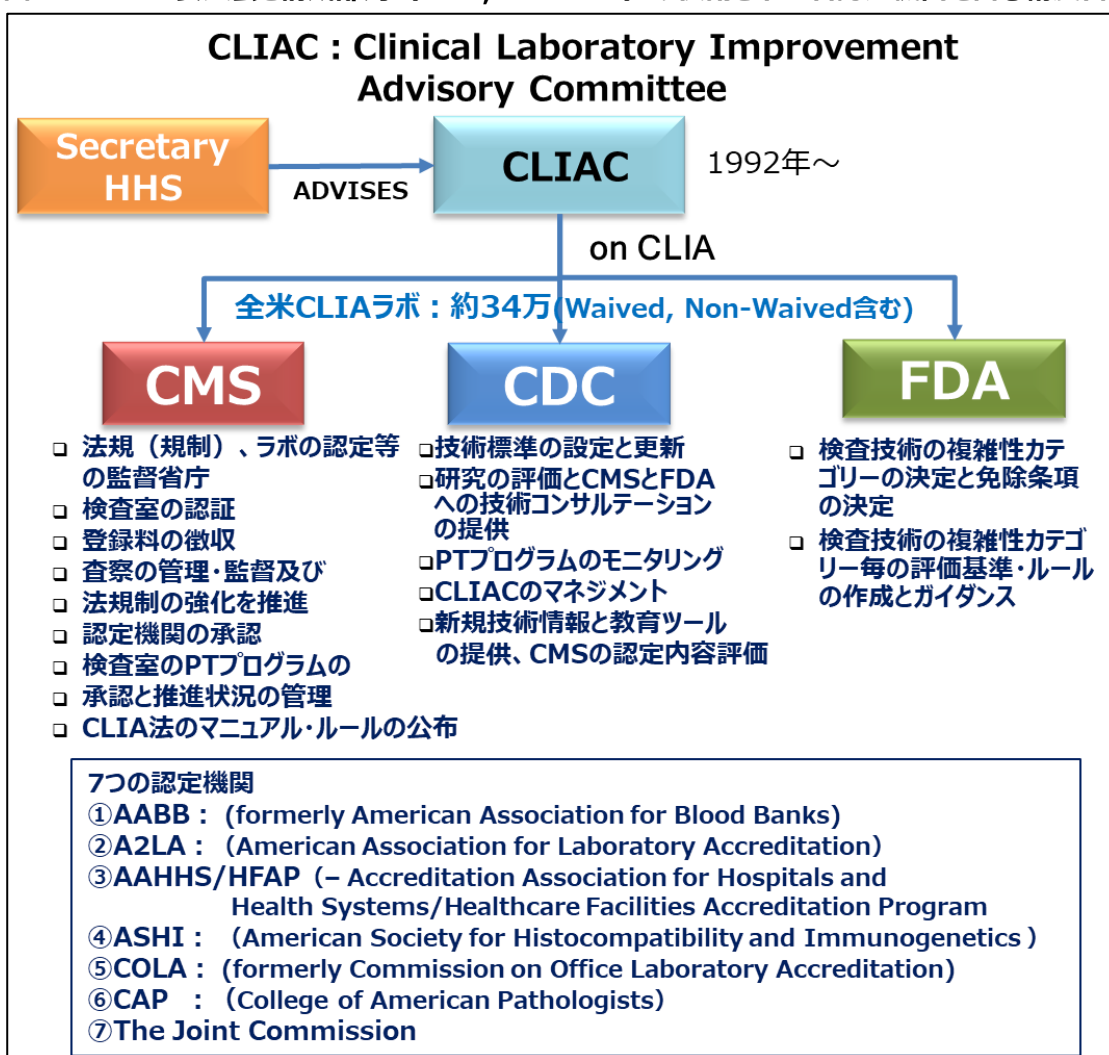 CLIAC : Clinical Laboratory Improvement
Advisory Committee
Secretary
HHS
ADVISES
CLIAC
1992年～
on CLIA
全米CLIAラボ：約34万(Waived, Non-Waived含む)
CMS
□ 法規（規制）、ラボの認定等
の監督省庁
□ 検査室の認証
□ 登録料の徴収
□ 査察の管理・監督及び
□ 法規制の強化を推進
□ 認定機関の承認
□ 検査室のPTプログラムの
□ 承認と推進状況の管理
□ CLIA法のマニュアル・ルールの公布
CDC
□技術標準の設定と更新
□研究の評価とCMSとFDA
への技術コンサルテーション
の提供
□PTプログラムのモニタリング
□CLIACのマネジメント
□新規技術情報と教育ツール
の提供、CMSの認定内容評価
FDA
□ 検査技術の複雑性カテ
ゴリーの決定と免除条項
の決定
□ 検査技術の複雑性カテゴ
リー毎の評価基準・ルール
の作成とガイダンス
7つの認定機関
①AABB： (formerly American Association for Blood Banks)
②A2LA： （American Association for Laboratory Accreditation）
③AAHHS/HFAP（– Accreditation Association for Hospitals and
Health Systems/Healthcare Facilities Accreditation Program
④ASHI： （American Society for Histocompatibility and Immunogenetics ）
⑤COLA： (formerly Commission on Office Laboratory Accreditation)
⑥CAP ： （College of American Pathologists）
⑦The Joint Commission